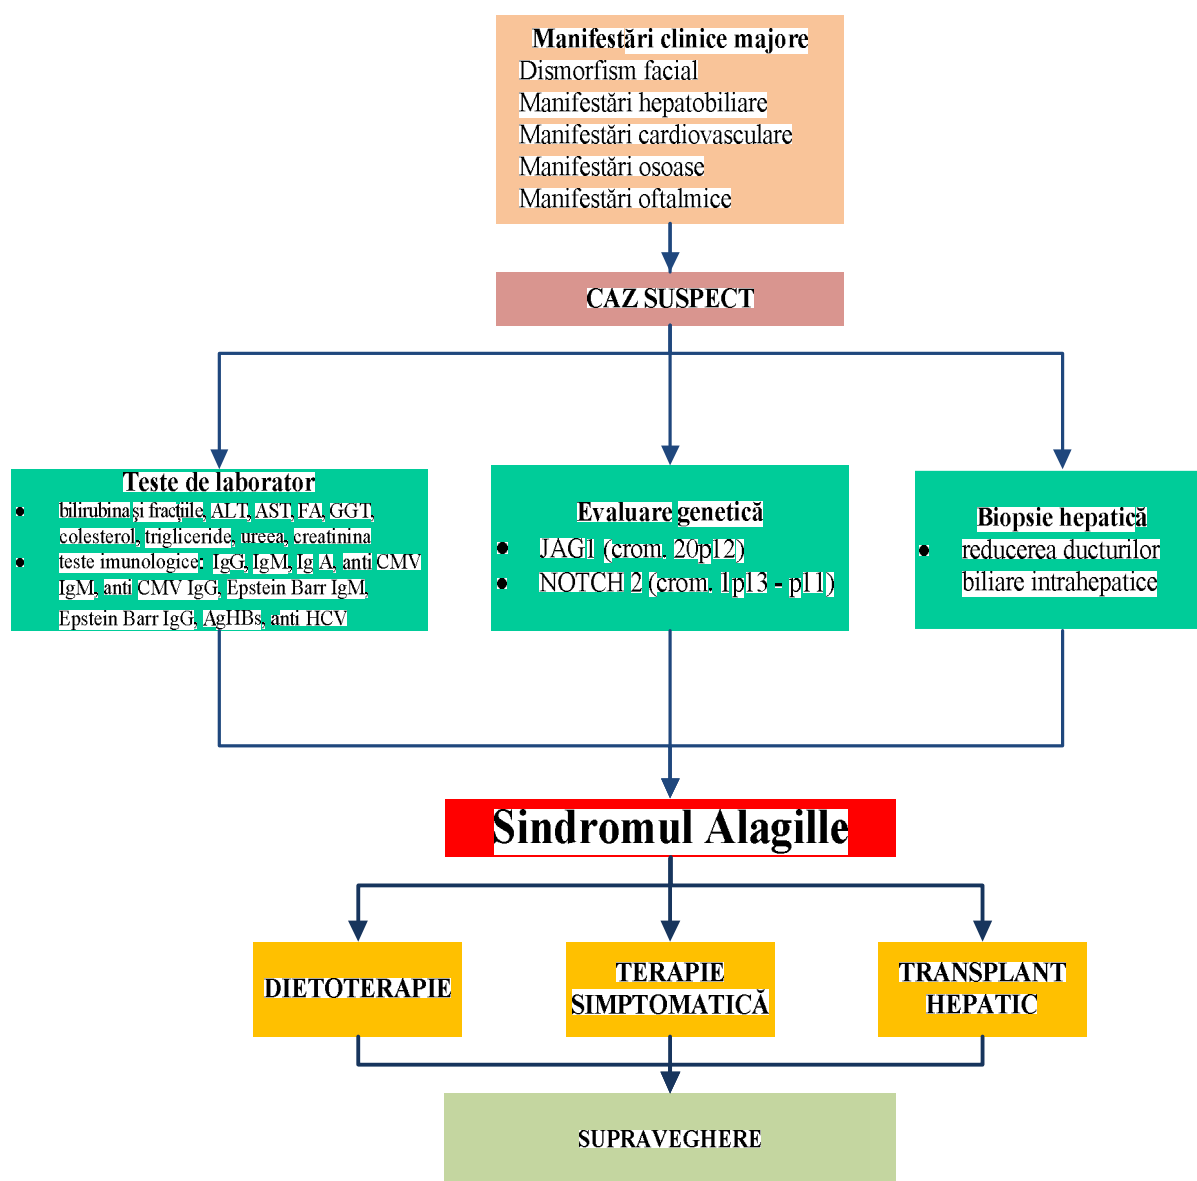 Manifestări clinice majore
Dismorfism facial
Manifestări hepatobiliare
Manifestări cardiovasculare
Manifestări osoase
Manifestări oftalmice
CAZ SUSPECT
Teste de laborator
● bilirubina și fracțiile, ALT, AST, FA, GGT,
colesterol, trigliceride, ureea, creatinina
● teste imunologice: IgG, IgM, Ig A, anti CMV
IgM, anti CMV IgG, Epstein Barr IgM,
Epstein Barr IgG, AgHBs, anti HCV
Evaluare genetică
● JAG1 (crom. 20p12)
● NOTCH 2 (crom. 1p13 - p11)
Biopsie hepatică
● reducerea ducturilor
biliare intrahepatice
Sindromul Alagille
DIETOTERAPIE
TERAPIE
SIMPTOMATICĂ
TRANSPLANT
HEPATIC
SUPRAVEGHERE